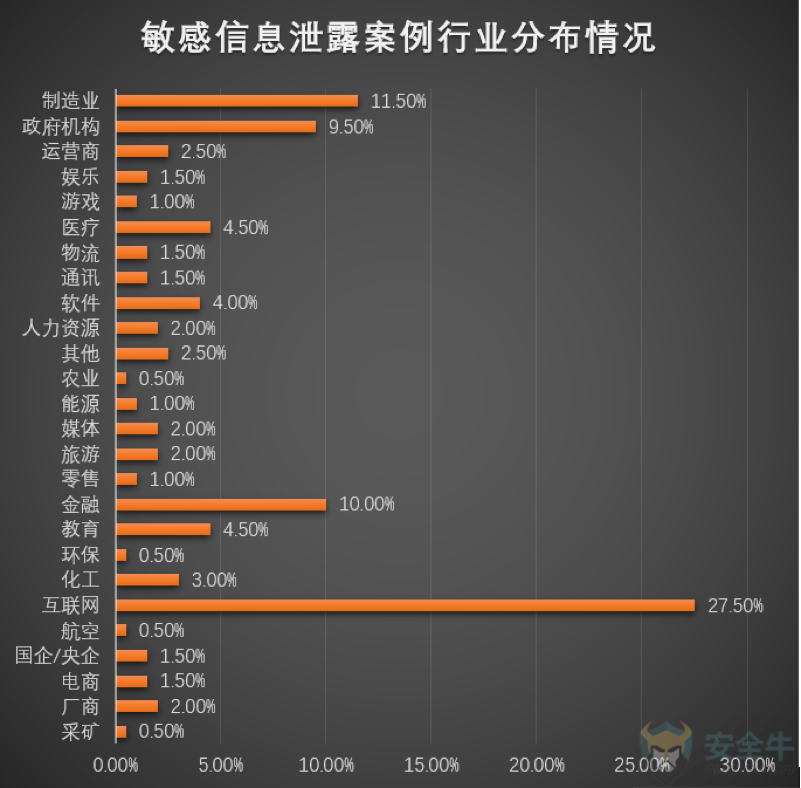 敏感信息泄露案例行业分布情况
制造业 11.50%
政府机构 9.50%
运营商 2.50%
娱乐 1.50%
游戏 1.00%
医疗 4.50%
物流 1.50%
通讯 1.50%
软件 4.00%
人力资源 2.00%
其他 2.50%
农业 0.50%
能源 1.00%
媒体 2.00%
旅游 2.00%
零售 1.00%
金融 10.00%
教育 4.50%
环保 0.50%
化工 3.00%
互联网 27.50%
航空 0.50%
国企/央企 1.50%
电商 1.50%
厂商 2.00%
采矿 0.50%
安全牛
0.00% 5.00% 10.00% 15.00% 20.00% 25.00% 30.00%